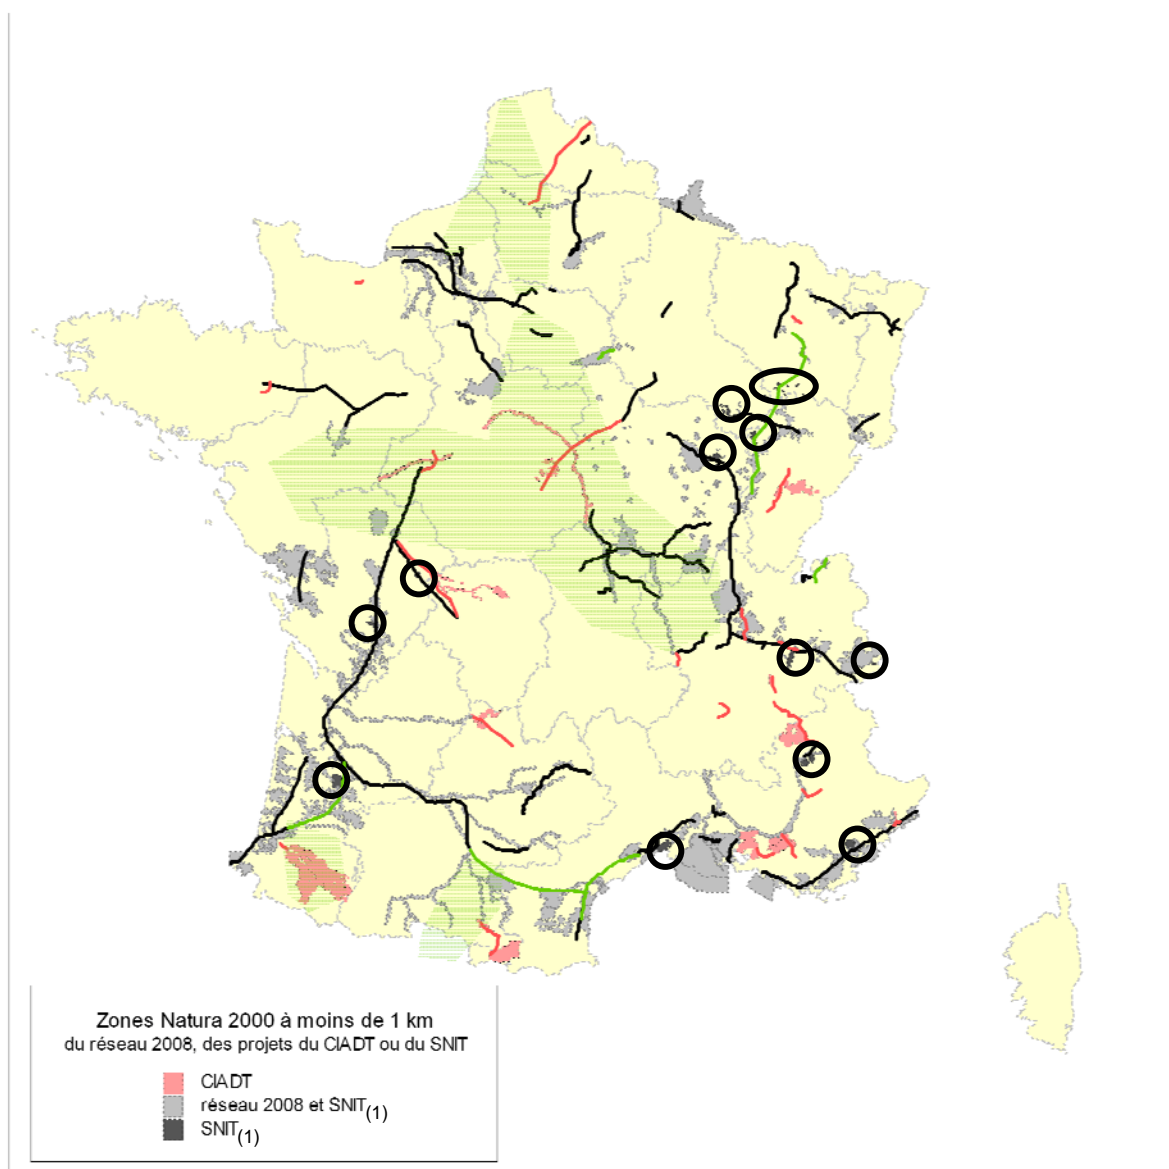 Zones Natura 2000 à moins de 1 km
du réseau 2008, des projets du CIADT ou du SNIT
CIADT
réseau 2008 et SNIT(1)
SNIT(1)